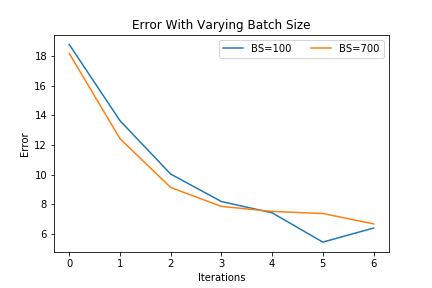 Error With Varying Batch Size
BS=100 BS=700
18
16
14
12
10
8
6
Error
0 1 2 3 4 5 6
Iterations